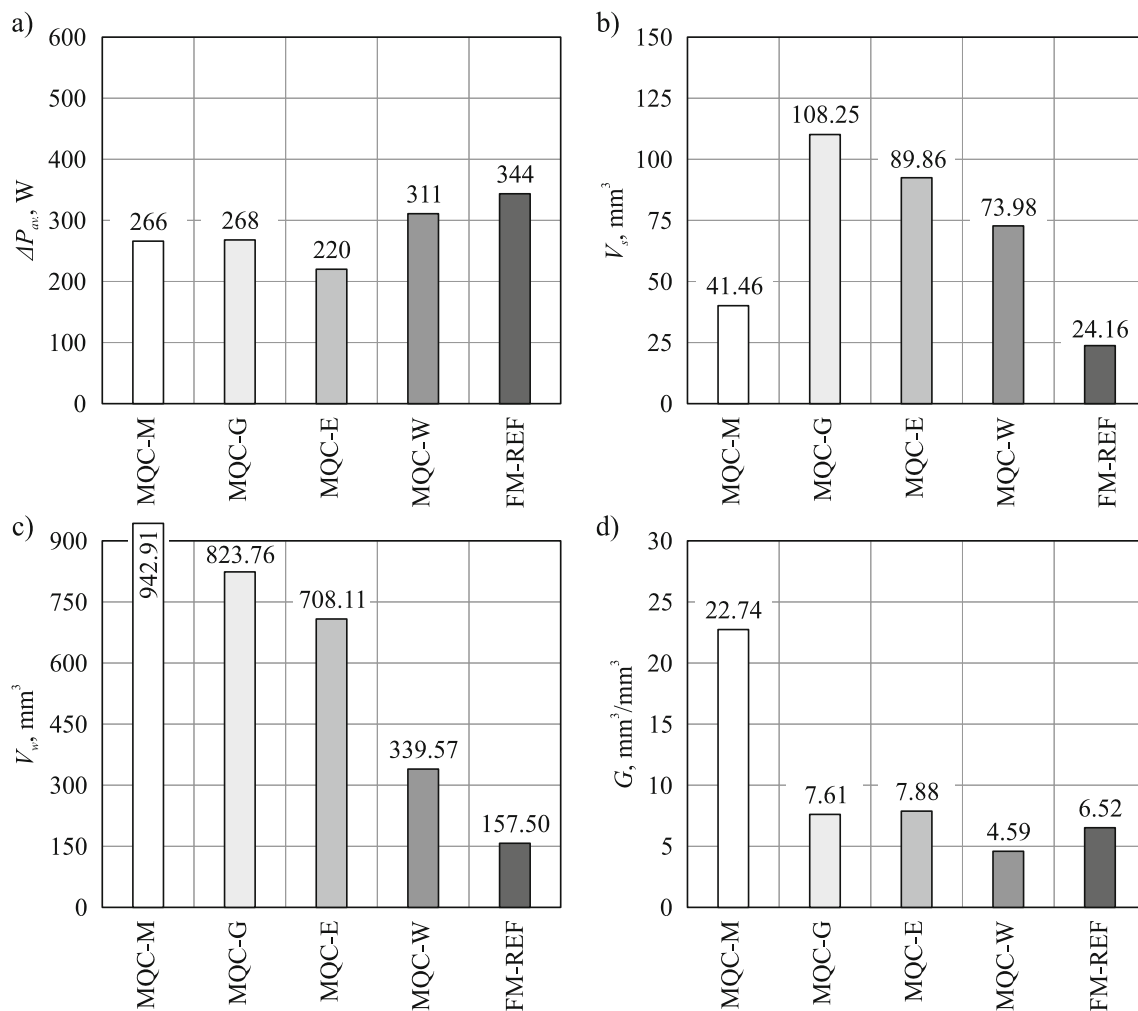 a)
600
500
400
300
200
100
0
ΔP_av., W
266
268
220
311
344
MQC-M
MQC-G
MQC-E
MQC-W
FM-REF
b)
150
125
100
75
50
25
0
V_s, mm³
41.46
108.25
89.86
73.98
24.16
MQC-M
MQC-G
MQC-E
MQC-W
FM-REF
c)
900
750
600
450
300
150
0
V_w, mm³
942.91
823.76
708.11
339.57
157.50
MQC-M
MQC-G
MQC-E
MQC-W
FM-REF
d)
30
25
20
15
10
5
0
G, mm³/mm³
22.74
7.61
7.88
4.59
6.52
MQC-M
MQC-G
MQC-E
MQC-W
FM-REF